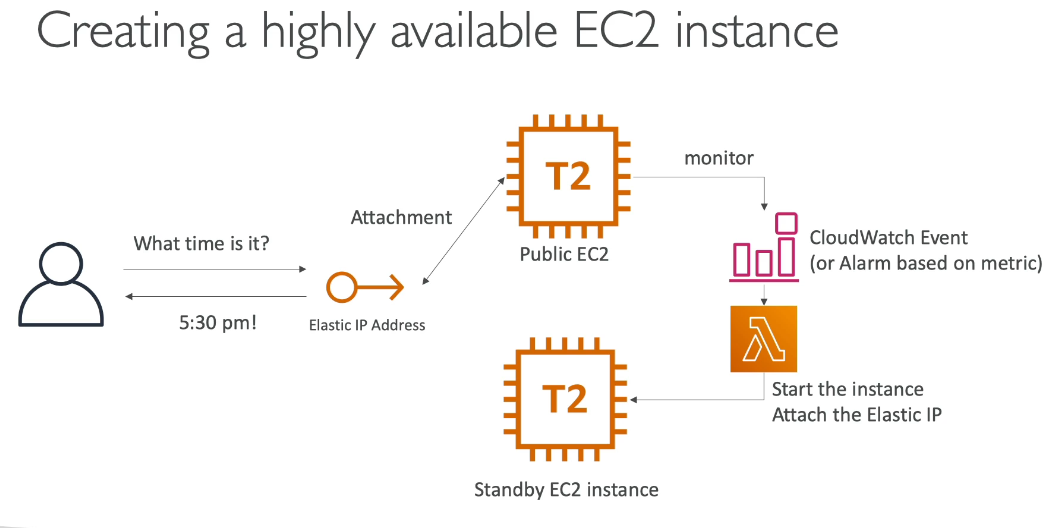 Creating a highly available EC2 instance
T2
monitor
Attachment
What time is it?
Public EC2
CloudWatch Event
(or Alarm based on metric)
5:30 pm!
Elastic IP Address
λ
T2
Start the instance
Attach the Elastic IP
Standby EC2 instance